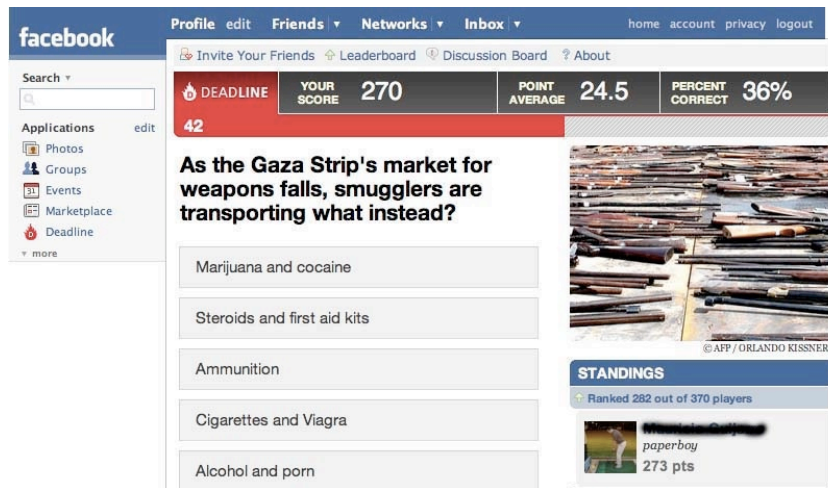 facebook
Profile edit Friends Networks Inbox home account privacy logout
Search
Applications edit
Photos
Groups
31 Events
Marketplace
Deadline
more
Invite Your Friends Leaderboard Discussion Board ? About
DEADLINE YOUR SCORE 270 POINT AVERAGE 24.5 PERCENT CORRECT 36%
42
As the Gaza Strip's market for
weapons falls, smugglers are
transporting what instead?
Marijuana and cocaine
Steroids and first aid kits
Ammunition
Cigarettes and Viagra
Alcohol and porn
© AFP / ORLANDO KISSNER
STANDINGS
Ranked 282 out of 370 players
paperboy
273 pts